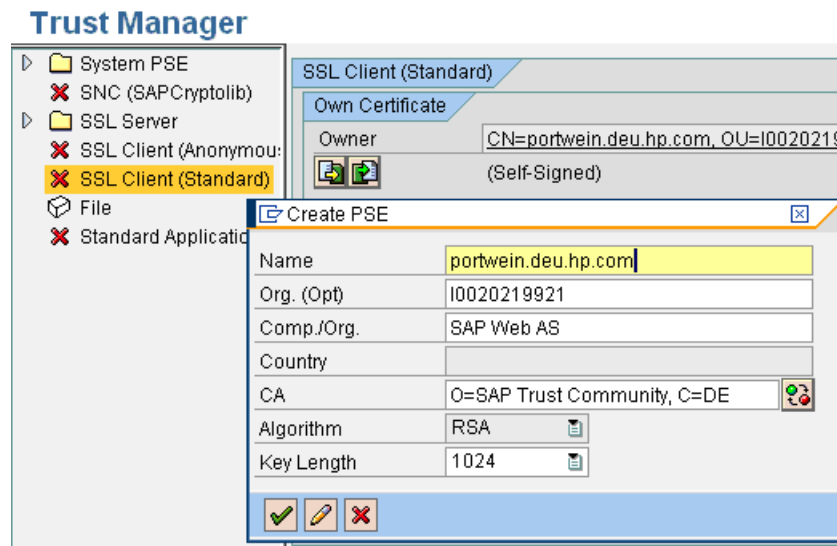 Trust Manager
System PSE
SNC (SAPCryptolib)
SSL Server
SSL Client (Anonymou
SSL Client (Standard)
File
Standard Applicatio
SSL Client (Standard)
Own Certificate
Owner CN=portwein.deu.hp.com, OU=I0020219
(Self-Signed)
Create PSE
Name portwein.deu.hp.com
Org. (Opt) I0020219921
Comp./Org. SAP Web AS
Country
CA O=SAP Trust Community, C=DE
Algorithm RSA
Key Length 1024